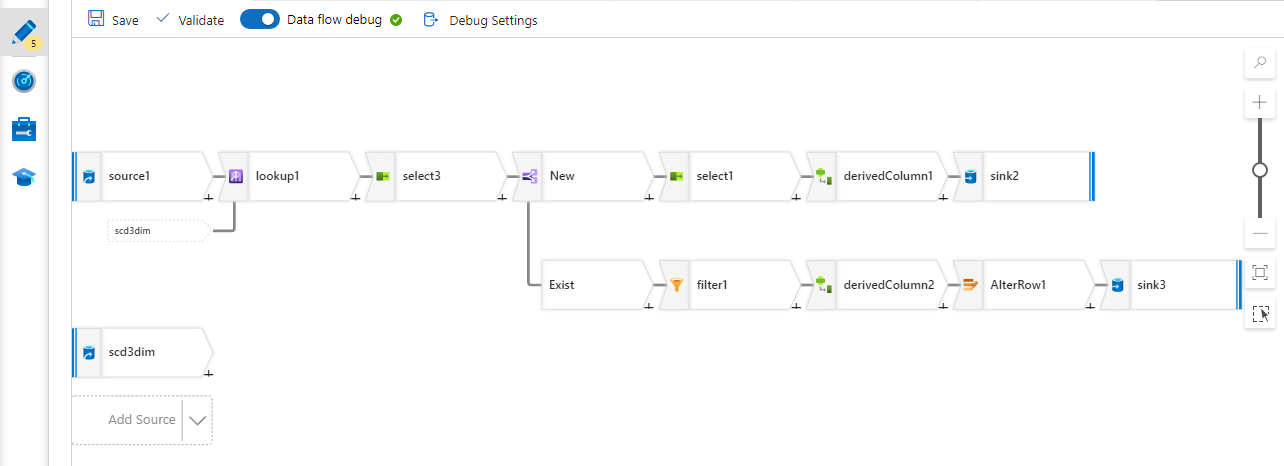 Save Validate Data flow debug Debug Settings
5
source1 lookup1 select3 New select1 derivedColumn1 sink2
scd3dim
Exist filter1 derivedColumn2 AlterRow1 sink3
scd3dim
Add Source